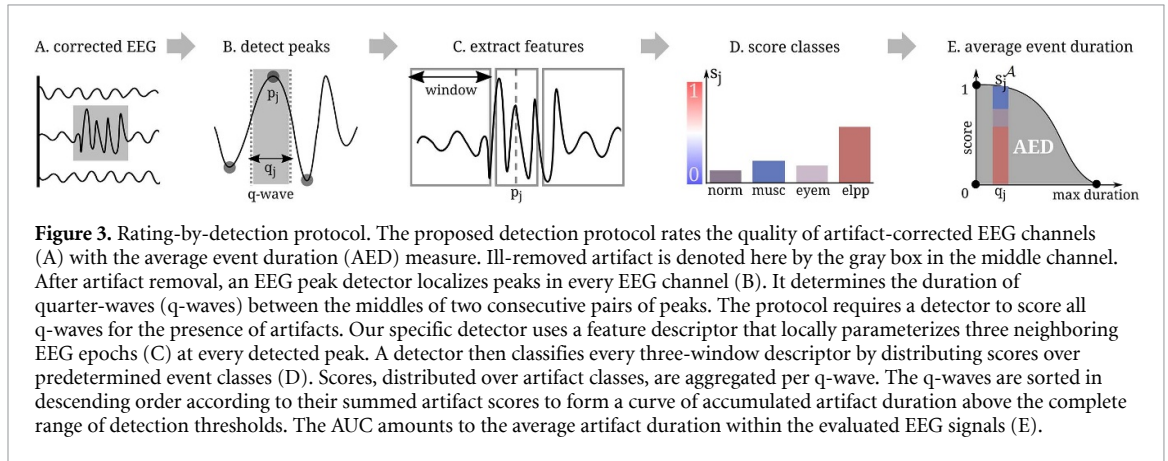 A. corrected EEG
B. detect peaks
C. extract features
D. score classes
E. average event duration
pj
qj
q-wave
window
pj
1
0
sj
norm musc eyem elpp
1
score
0
sjA
AED
qj
max duration
Figure 3. Rating-by-detection protocol. The proposed detection protocol rates the quality of artifact-corrected EEG channels
(A) with the average event duration (AED) measure. Ill-removed artifact is denoted here by the gray box in the middle channel.
After artifact removal, an EEG peak detector localizes peaks in every EEG channel (B). It determines the duration of
quarter-waves (q-waves) between the middles of two consecutive pairs of peaks. The protocol requires a detector to score all
q-waves for the presence of artifacts. Our specific detector uses a feature descriptor that locally parameterizes three neighboring
EEG epochs (C) at every detected peak. A detector then classifies every three-window descriptor by distributing scores over
predetermined event classes (D). Scores, distributed over artifact classes, are aggregated per q-wave. The q-waves are sorted in
descending order according to their summed artifact scores to form a curve of accumulated artifact duration above the complete
range of detection thresholds. The AUC amounts to the average artifact duration within the evaluated EEG signals (E).